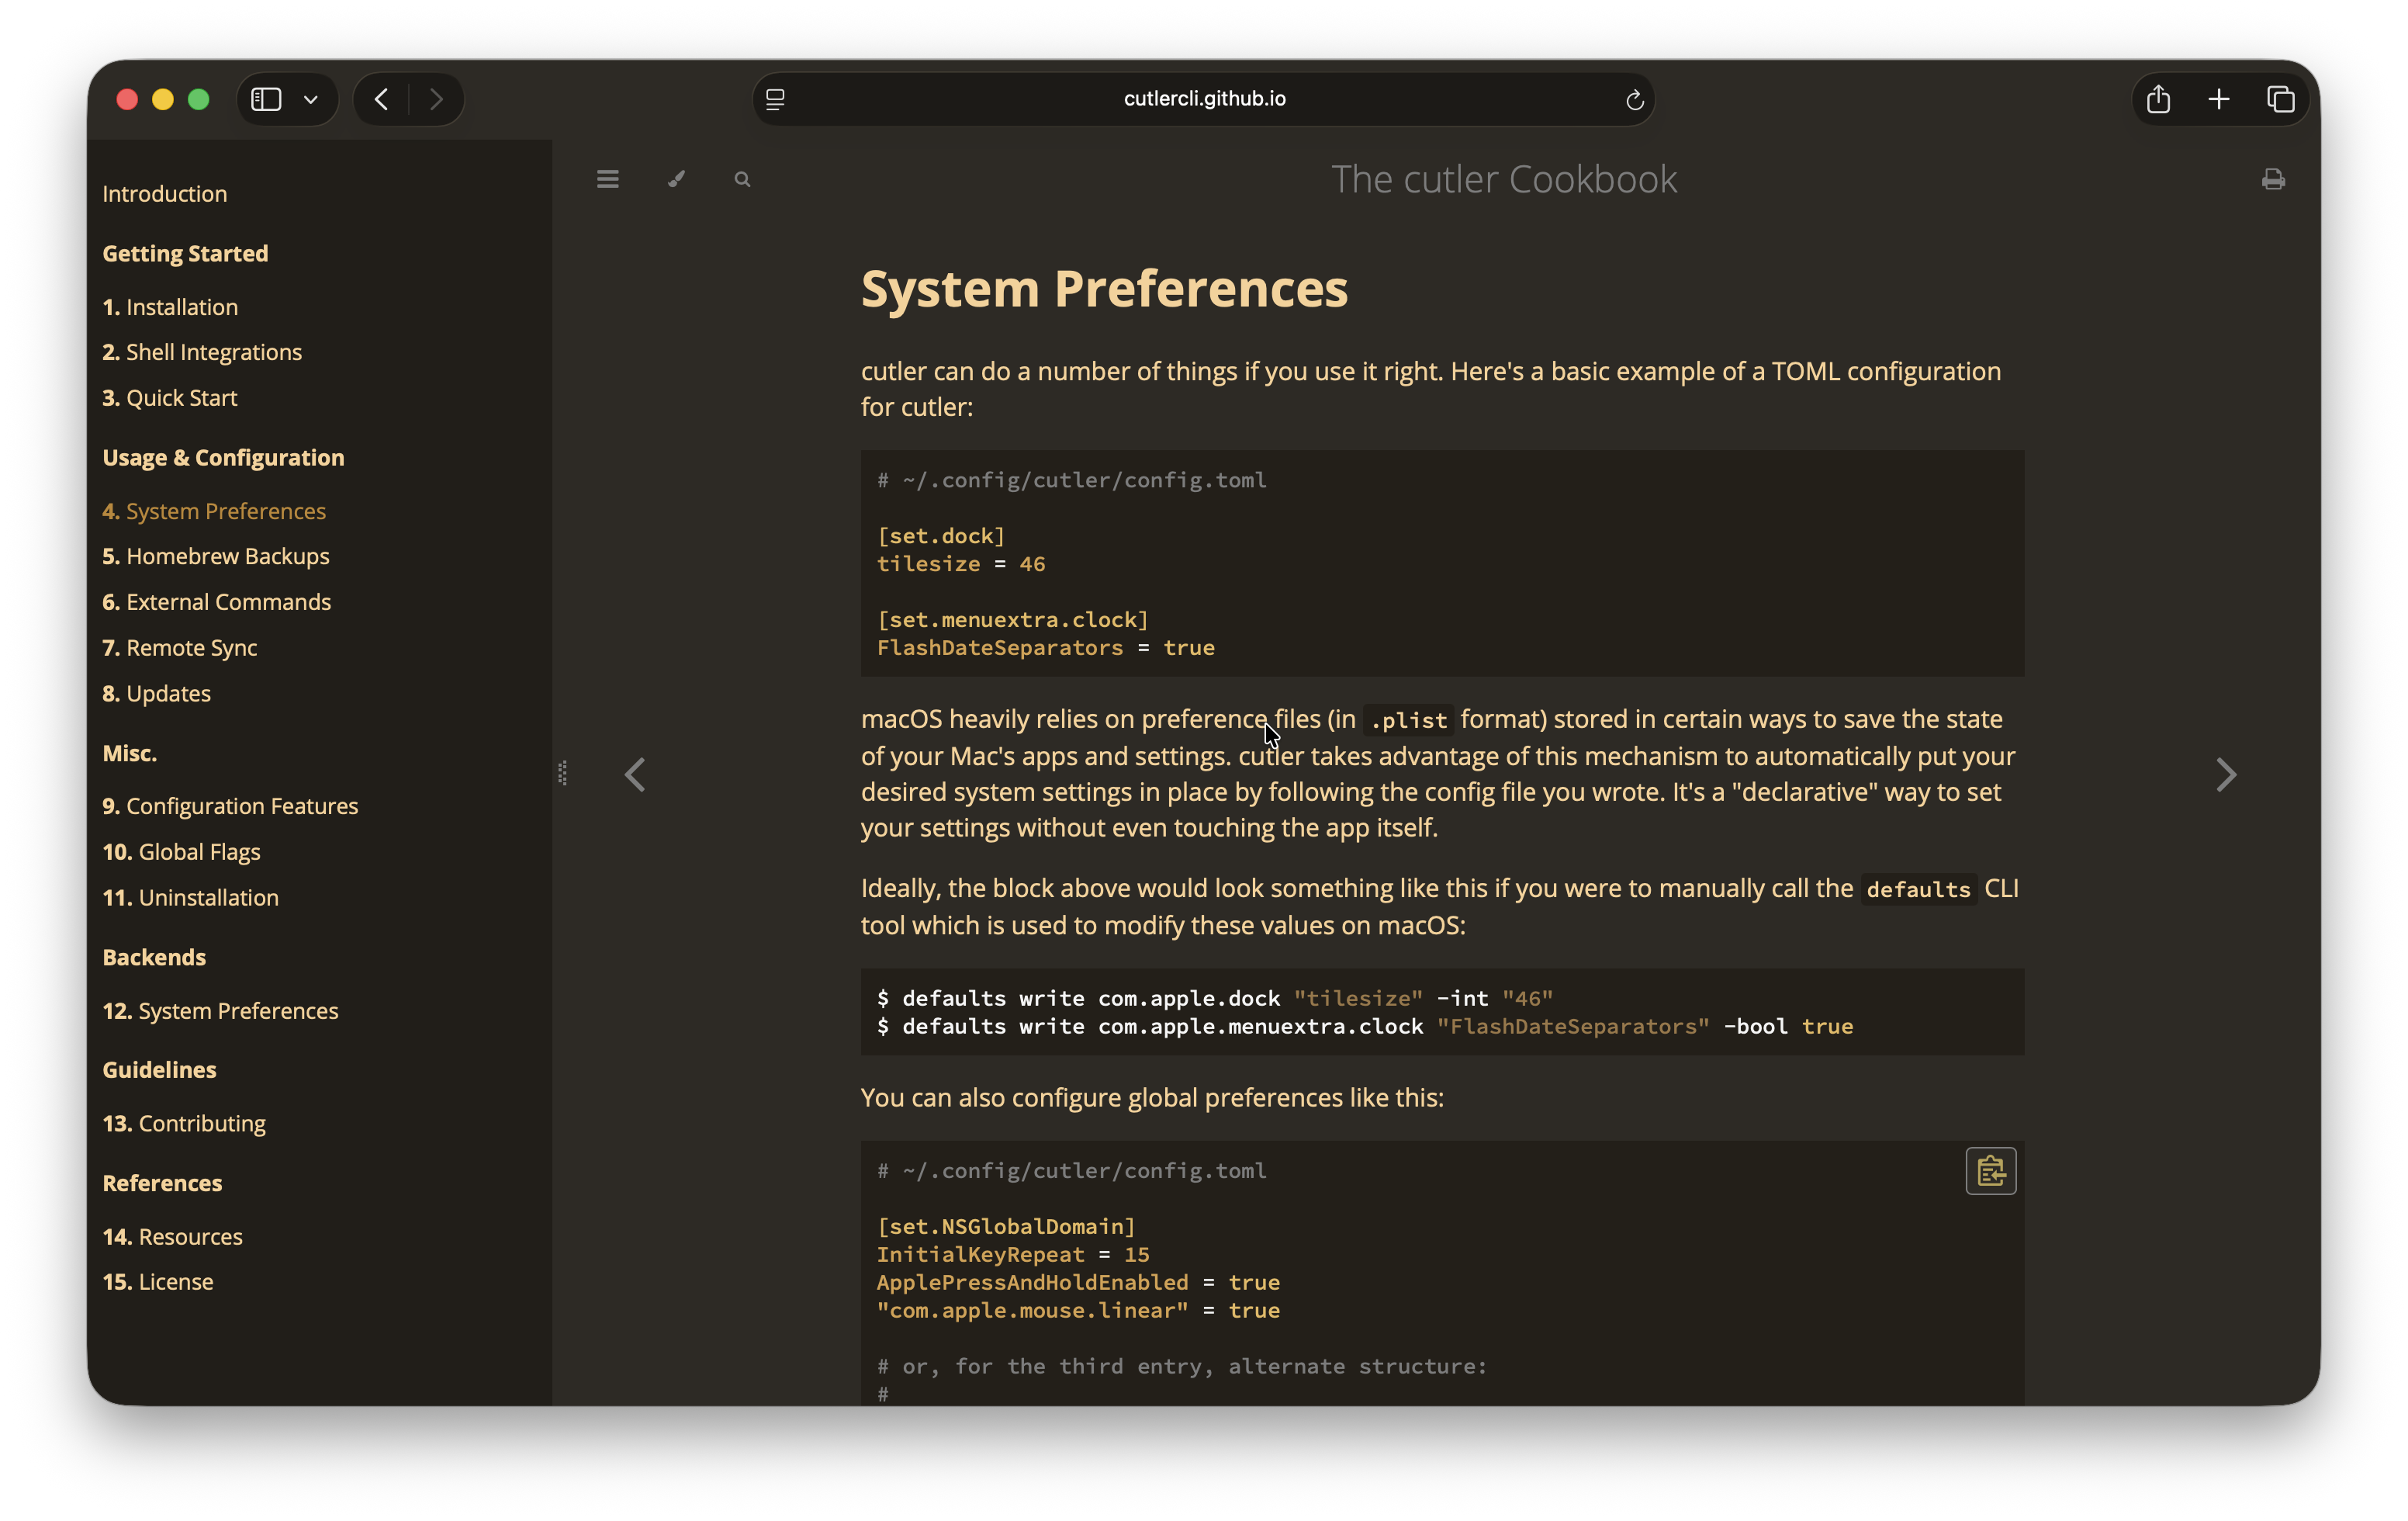 cutlercli.github.io
Introduction
Getting Started
1. Installation
2. Shell Integrations
3. Quick Start
Usage & Configuration
4. System Preferences
5. Homebrew Backups
6. External Commands
7. Remote Sync
8. Updates
Misc.
9. Configuration Features
10. Global Flags
11. Uninstallation
Backends
12. System Preferences
Guidelines
13. Contributing
References
14. Resources
15. License
The cutler Cookbook
System Preferences
cutler can do a number of things if you use it right. Here's a basic example of a TOML configuration
for cutler:
# ~/.config/cutler/config.toml
[set.dock]
tilesize = 46
[set.menuextra.clock]
FlashDateSeparators = true
macOS heavily relies on preference files (in .plist format) stored in certain ways to save the state
of your Mac's apps and settings. cutler takes advantage of this mechanism to automatically put your
desired system settings in place by following the config file you wrote. It's a "declarative" way to set
your settings without even touching the app itself.
Ideally, the block above would look something like this if you were to manually call the defaults CLI
tool which is used to modify these values on macOS:
$ defaults write com.apple.dock "tilesize" -int "46"
$ defaults write com.apple.menuextra.clock "FlashDateSeparators" -bool true
You can also configure global preferences like this:
# ~/.config/cutler/config.toml
[set.NSGlobalDomain]
InitialKeyRepeat = 15
ApplePressAndHoldEnabled = true
"com.apple.mouse.linear" = true
# or, for the third entry, alternate structure:
#